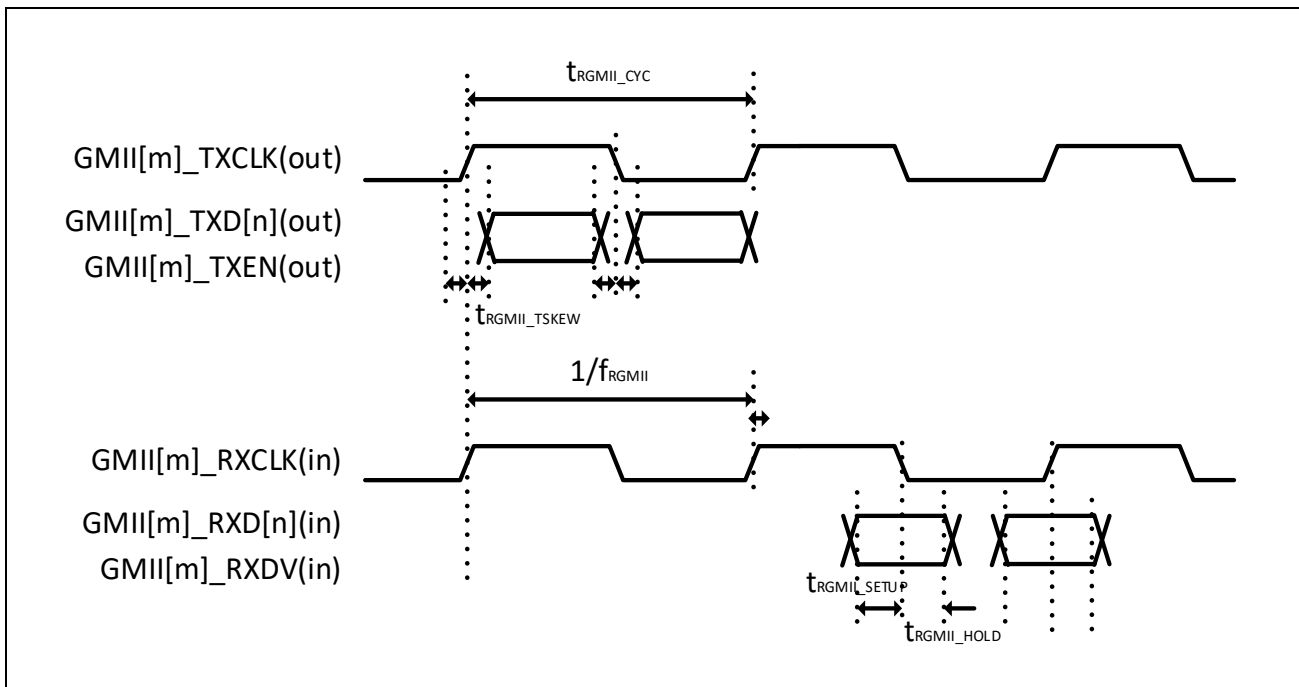 tRGMII_CYC
GMII[m]_TXCLK(out)
GMII[m]_TXD[n](out)
GMII[m]_TXEN(out)
tRGMII_TSKEW
1/fRGMII
GMII[m]_RXCLK(in)
GMII[m]_RXD[n](in)
GMII[m]_RXDV(in)
tRGMII_SETUP
tRGMII_HOLD